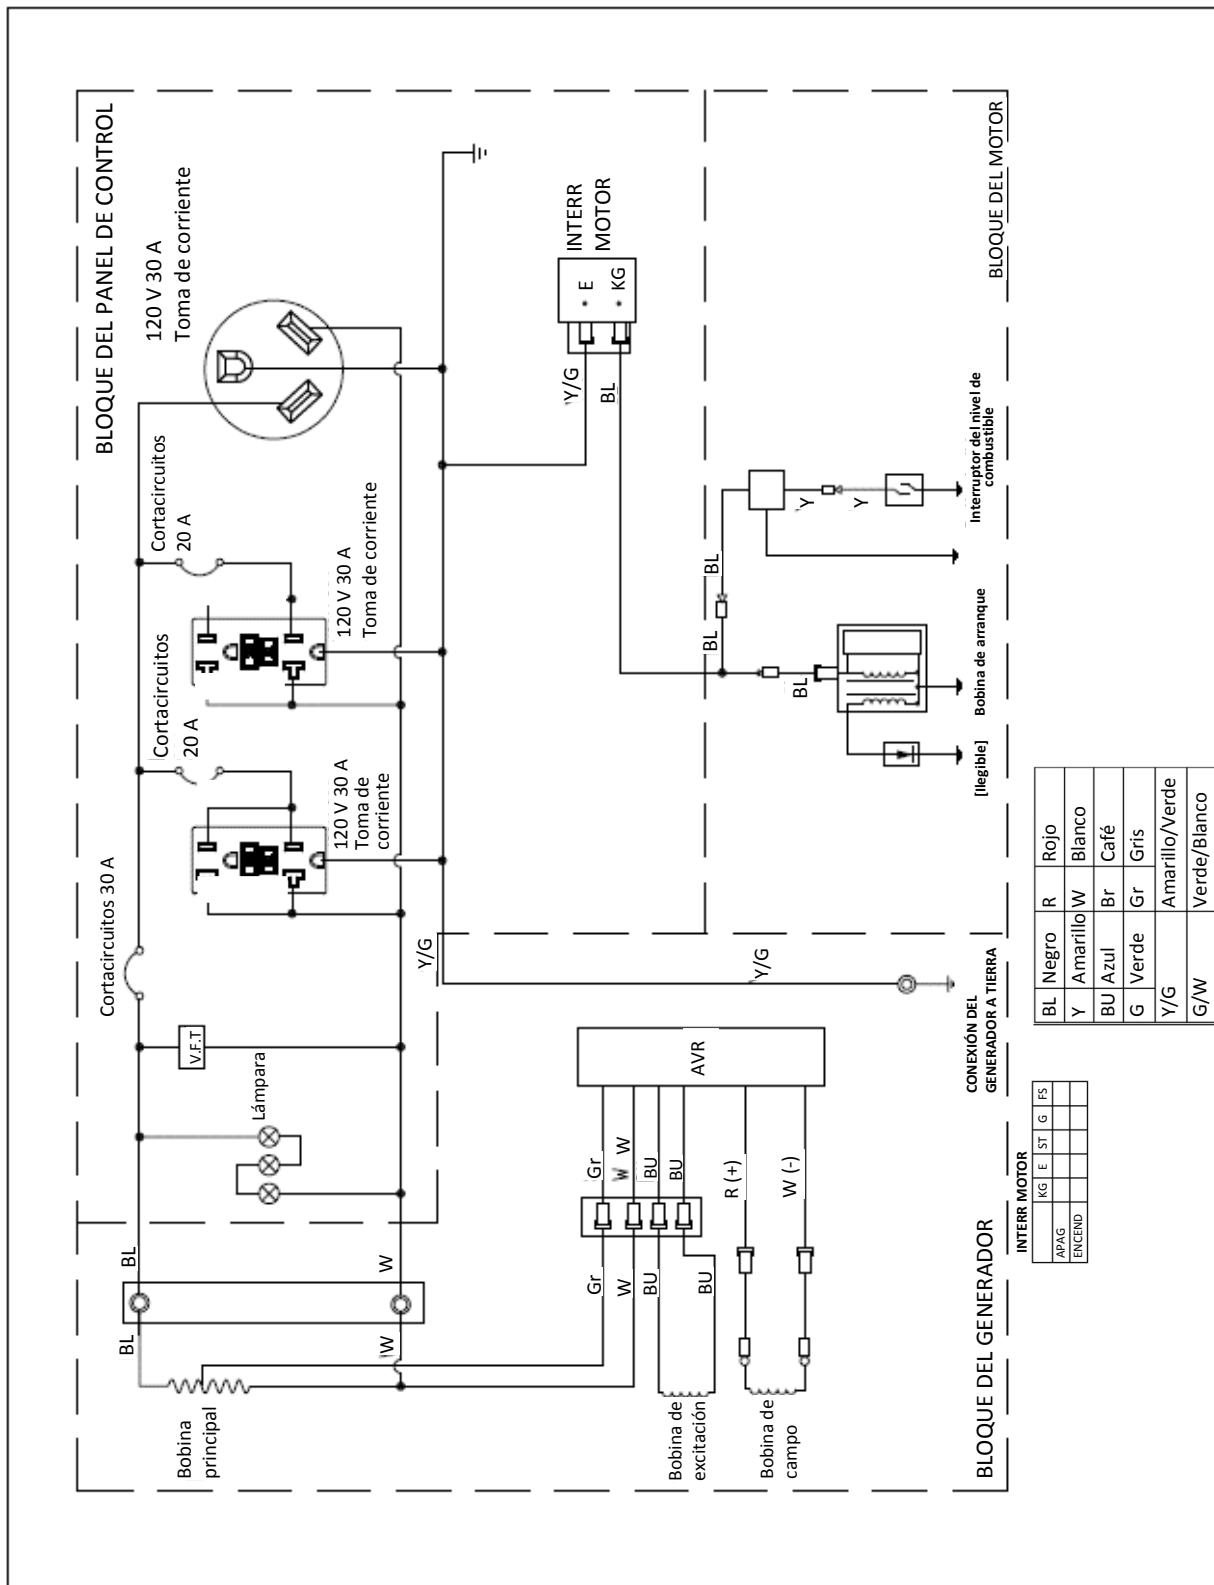 BLOQUE DEL PANEL DE CONTROL
120 V 30 A
Toma de corriente
Cortacircuitos
20 A
120 V 30 A
Toma de corriente
Cortacircuitos
20 A
120 V 30 A
Toma de
corriente
Cortacircuitos 30 A
V.F.T
Lámpara
INTERR
MOTOR
E
KG
Y/G
BL
BLOQUE DEL MOTOR
BL
BL
BL
Y
Y
Interruptor del nivel de
combustible
Bobina de arranque
[Ilegible]
Y/G
Y/G
CONEXIÓN DEL
GENERADOR A TIERRA
AVR
Gr
W
W
BU
BU
R (+)
W (-)
BL
W
BL
W
Gr
W
BU
BU
Bobina
principal
Bobina de
excitación
Bobina de
campo
BLOQUE DEL GENERADOR
INTERR MOTOR
KG E ST G FS
APAG
ENCEND
BL Negro R Rojo
Y Amarillo W Blanco
BU Azul Br Café
G Verde Gr Gris
Y/G Amarillo/Verde
G/W Verde/Blanco